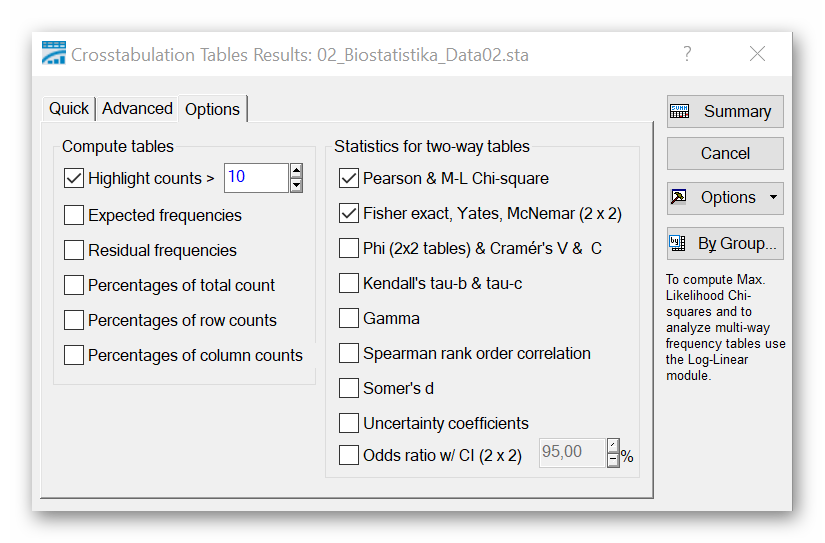 Crosstabulation Tables Results: 02_Biostatistika_Data02.sta
?
Quick
Advanced
Options
Compute tables
Highlight counts > 10
Expected frequencies
Residual frequencies
Percentages of total count
Percentages of row counts
Percentages of column counts
Statistics for two-way tables
Pearson & M-L Chi-square
Fisher exact, Yates, McNemar (2 x 2)
Phi (2x2 tables) & Cramér's V & C
Kendall's tau-b & tau-c
Gamma
Spearman rank order correlation
Somer's d
Uncertainty coefficients
Odds ratio w/ CI (2 x 2) 95,00 %
Summary
Cancel
Options
By Group...
To compute Max.
Likelihood Chi-
squares and to
analyze multi-way
frequency tables use
the Log-Linear
module.